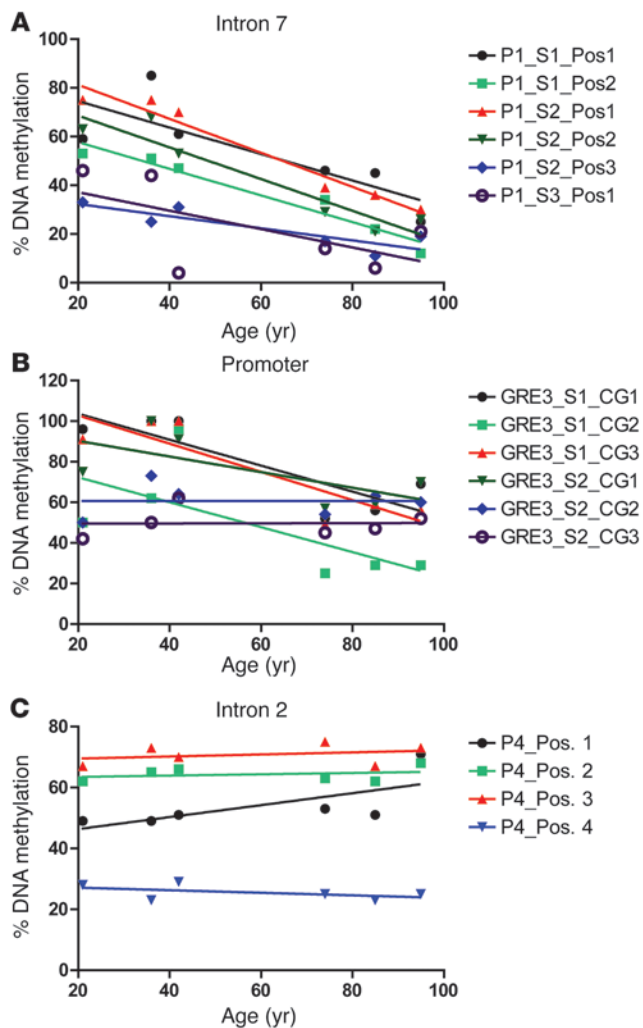 A
Intron 7
% DNA methylation
100
80
60
40
20
0
20
40
60
80
100
Age (yr)
P1_S1_Pos1
P1_S1_Pos2
P1_S2_Pos1
P1_S2_Pos2
P1_S2_Pos3
P1_S3_Pos1
B
Promoter
% DNA methylation
120
100
80
60
40
20
0
20
40
60
80
100
Age (yr)
GRE3_S1_CG1
GRE3_S1_CG2
GRE3_S1_CG3
GRE3_S2_CG1
GRE3_S2_CG2
GRE3_S2_CG3
C
Intron 2
% DNA methylation
80
60
40
20
0
20
40
60
80
100
Age (yr)
P4_Pos. 1
P4_Pos. 2
P4_Pos. 3
P4_Pos. 4